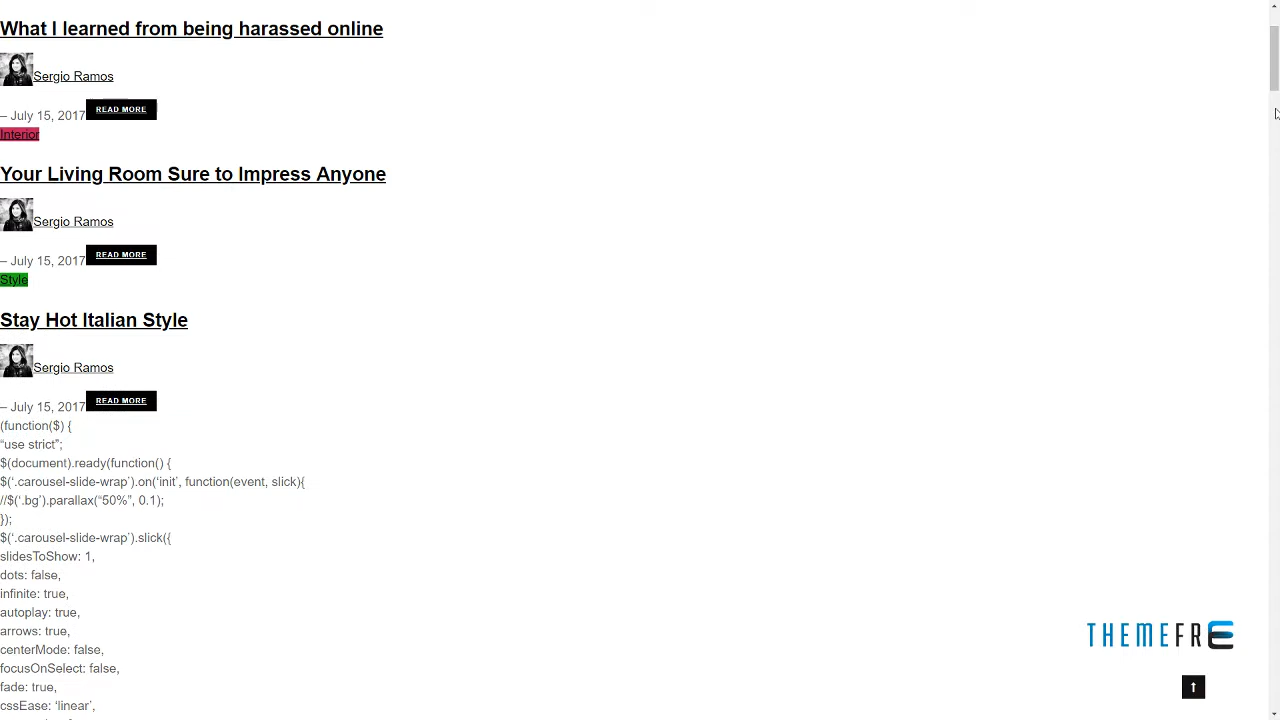 What I learned from being harassed online
Sergio Ramos
– July 15, 2017 READ MORE
Interior
Your Living Room Sure to Impress Anyone
Sergio Ramos
– July 15, 2017 READ MORE
Style
Stay Hot Italian Style
Sergio Ramos
– July 15, 2017 READ MORE
(function($) {
“use strict”;
$(document).ready(function() {
$(‘.carousel-slide-wrap’).on(‘init’, function(event, slick){
//$(‘.bg’).parallax(“50%”, 0.1);
});
$(‘.carousel-slide-wrap’).slick({
slidesToShow: 1,
dots: false,
infinite: true,
autoplay: true,
arrows: true,
centerMode: false,
focusOnSelect: false,
fade: true,
cssEase: ‘linear’,
THEMEFRE